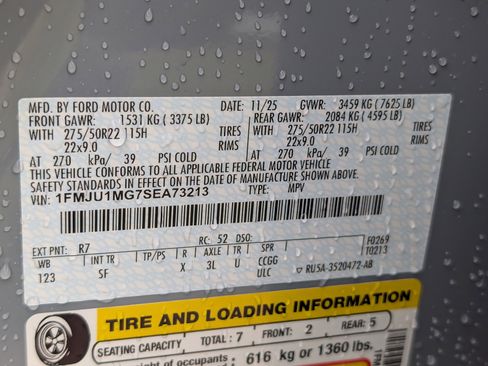 MFD. BY FORD MOTOR CO.
DATE: 11/25 GVWR: 3459 KG ( 7625 LB)
FRONT GAWR: 1531 KG ( 3375 LB) REAR GAWR: 2084 KG ( 4595 LB)
WITH 275/50R22 115H TIRES WITH 275/50R22 115H TIRES
22x9.0 RIMS 22x9.0 RIMS
AT 270 kPa/ 39 PSI COLD AT 270 kPa/ 39 PSI COLD
THIS VEHICLE CONFORMS TO ALL APPLICABLE FEDERAL MOTOR VEHICLE
SAFETY STANDARDS IN EFFECT ON THE DATE OF MANUFACTURE SHOWN ABOVE.
VIN: 1FMJU1MG7SEA73213 TYPE: MPV
EXT PNT: R7 RC: 52 DSO: F0269
WB INT TR TP/PS R AXLE TR SPR T0213
123 SF X 3L U CCGG
ULC ▽ RU5A-3520472-AB
TIRE AND LOADING INFORMATION
SEATING CAPACITY TOTAL: 7 FRONT: 2 REAR: 5
weight of occupants 616 kg or 1360 lbs.